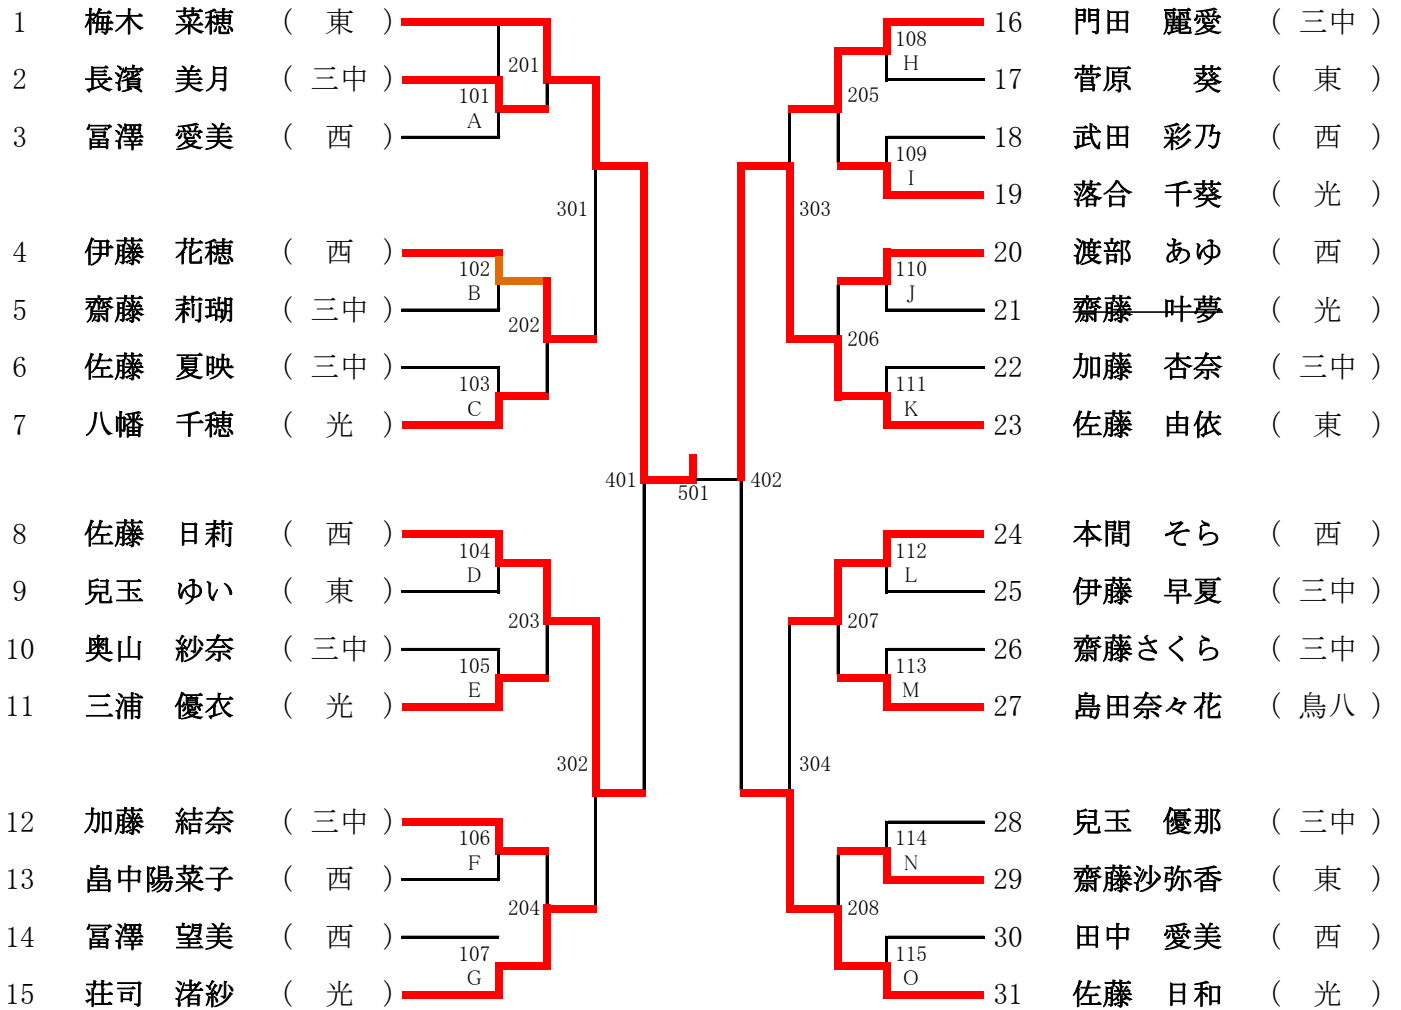 1 梅木 菜穂 ( 東 )
2 長濱 美月 ( 三中 )
3 冨澤 愛美 ( 西 )
4 伊藤 花穂 ( 西 )
5 齋藤 莉瑚 ( 三中 )
6 佐藤 夏映 ( 三中 )
7 八幡 千穂 ( 光 )
8 佐藤 日莉 ( 西 )
9 兒玉 ゆい ( 東 )
10 奥山 紗奈 ( 三中 )
11 三浦 優衣 ( 光 )
12 加藤 結奈 ( 三中 )
13 畠中陽菜子 ( 西 )
14 冨澤 望美 ( 西 )
15 荘司 渚紗 ( 光 )
201
101
A
301
102
B
202
103
C
401
104
D
203
105
E
302
106
F
204
107
G
501
108
H
205
109
I
303
110
J
206
111
K
402
112
L
207
113
M
304
114
N
208
115
O
16 門田 麗愛 ( 三中 )
17 菅原 葵 ( 東 )
18 武田 彩乃 ( 西 )
19 落合 千葵 ( 光 )
20 渡部 あゆ ( 西 )
21 齋藤 叶夢 ( 光 )
22 加藤 杏奈 ( 三中 )
23 佐藤 由依 ( 東 )
24 本間 そら ( 西 )
25 伊藤 早夏 ( 三中 )
26 齋藤さくら ( 三中 )
27 島田奈々花 ( 鳥八 )
28 兒玉 優那 ( 三中 )
29 齋藤沙弥香 ( 東 )
30 田中 愛美 ( 西 )
31 佐藤 日和 ( 光 )